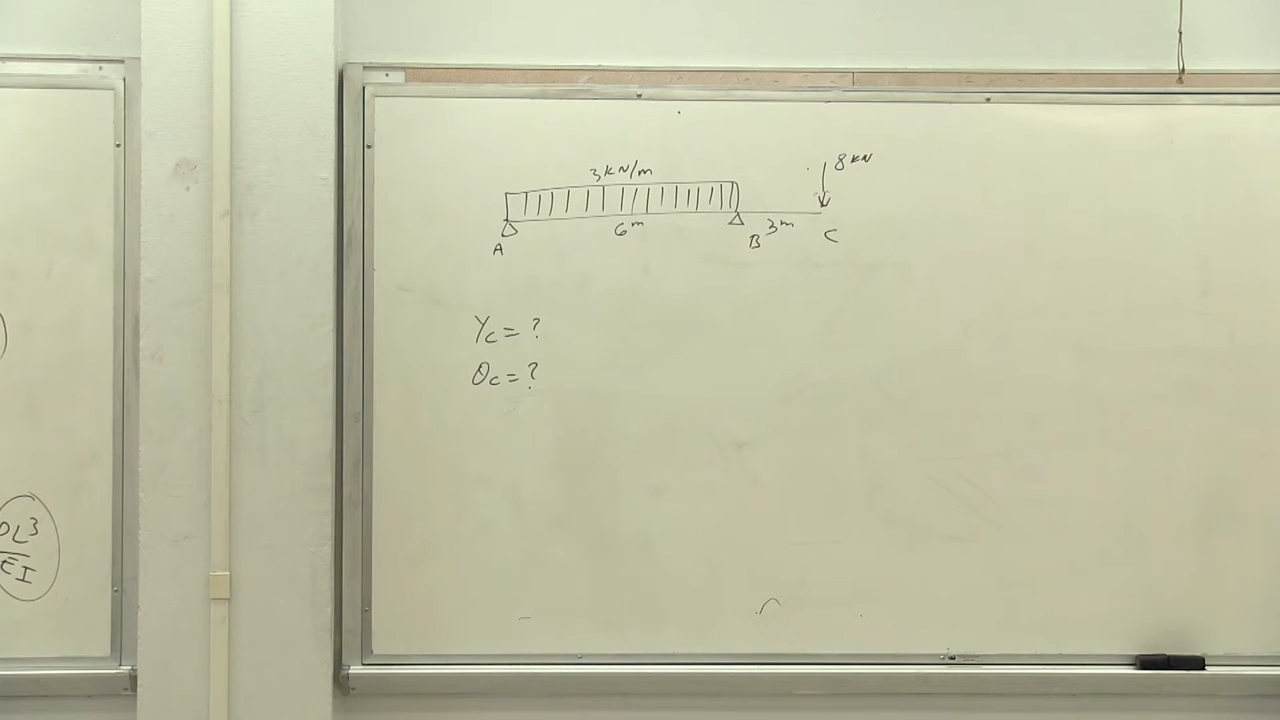 3 kN/m
8 kN
6 m
3 m
A
B
C
Yc = ?
θc = ?
L³
EI